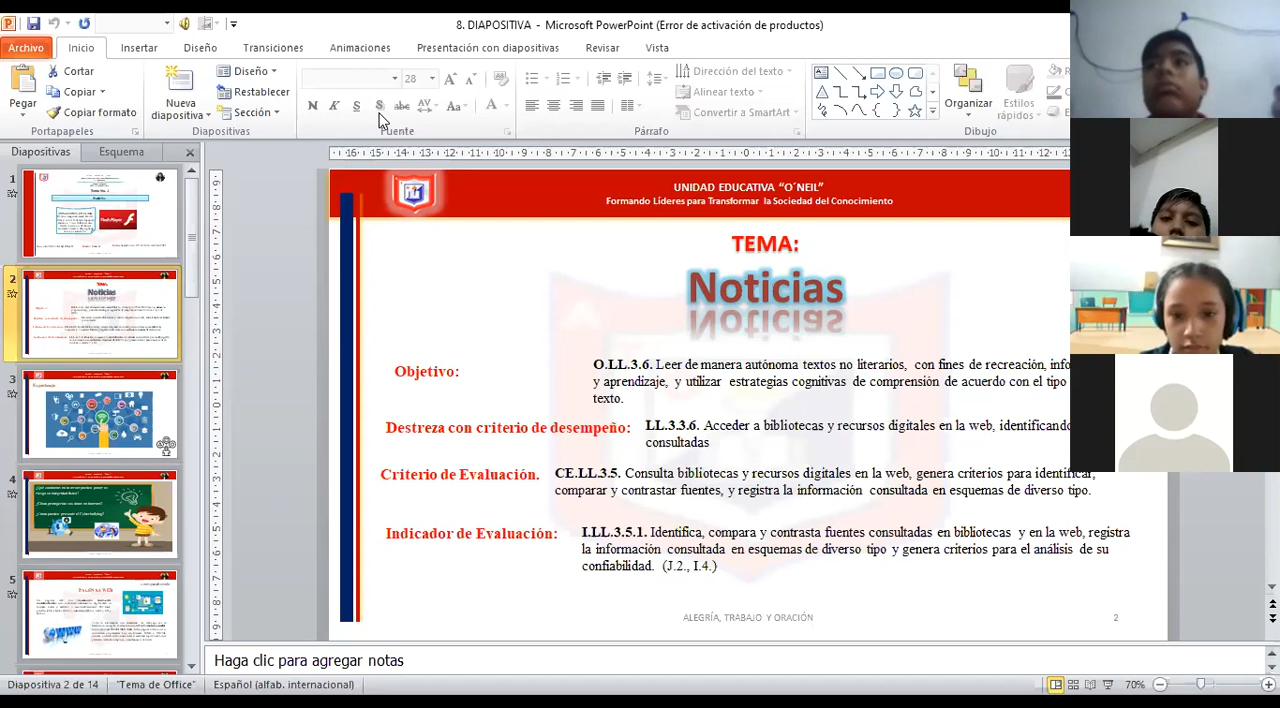 8. DIAPOSITIVA - Microsoft PowerPoint (Error de activación de productos)
Archivo Inicio Insertar Diseño Transiciones Animaciones Presentación con diapositivas Revisar Vista
Pegar
Cortar
Copiar
Copiar formato
Portapapeles
Nueva diapositiva
Diseño
Restablecer
Sección
Diapositivas
28
N K S S abc AV Aa A
Fuente
Dirección del texto
Alinear texto
Convertir a SmartArt
Párrafo
Organizar
Estilos rápidos
Dibujo
Diapositivas Esquema
1
2
3
4
5
UNIDAD EDUCATIVA “O´NEIL”
Formando Líderes para Transformar la Sociedad del Conocimiento
TEMA:
Noticias
Objetivo:
O.LL.3.6. Leer de manera autónoma textos no literarios, con fines de recreación,
y aprendizaje, y utilizar estrategias cognitivas de comprensión de acuerdo con el tipo
texto.
Destreza con criterio de desempeño:
LL.3.3.6. Acceder a bibliotecas y recursos digitales en la web, identificando
consultadas
Criterio de Evaluación.
CE.LL.3.5. Consulta bibliotecas y recursos digitales en la web, genera criterios para identificar,
comparar y contrastar fuentes, y registra la información consultada en esquemas de diverso tipo.
Indicador de Evaluación:
I.LL.3.5.1. Identifica, compara y contrasta fuentes consultadas en bibliotecas y en la web, registra
la información consultada en esquemas de diverso tipo y genera criterios para el análisis de su
confiabilidad. (J.2., I.4.)
ALEGRÍA, TRABAJO Y ORACIÓN
2
Haga clic para agregar notas
Diapositiva 2 de 14 "Tema de Office" Español (alfab. internacional) 70%